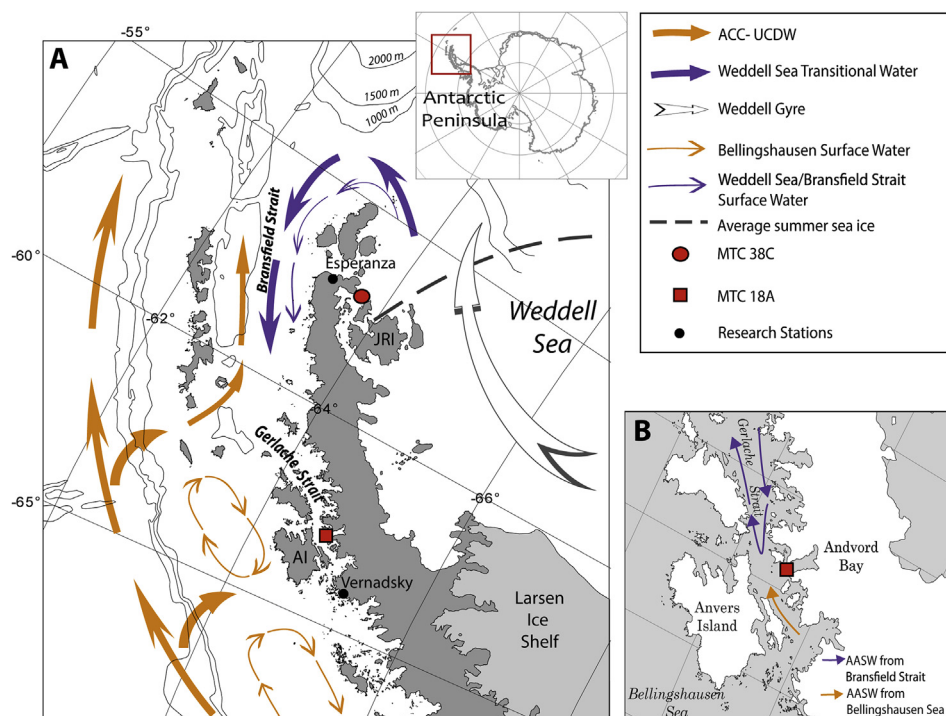 A
-55°
2000 m
1500 m
1000 m
Antarctic
Peninsula
-60°
-62°
Bransfield Strait
Esperanza
JRI
Weddell
Sea
-64°
Gerlache Strait
-65°
-66°
AI
Vernadsky
Larsen
Ice
Shelf
ACC- UCDW
Weddell Sea Transitional Water
Weddell Gyre
Bellingshausen Surface Water
Weddell Sea/Bransfield Strait
Surface Water
Average summer sea ice
MTC 38C
MTC 18A
Research Stations
B
Gerlache
Strait
Andvord
Bay
Anvers
Island
Bellingshausen
Sea
AASW from
Bransfield Strait
AASW from
Bellingshausen Sea